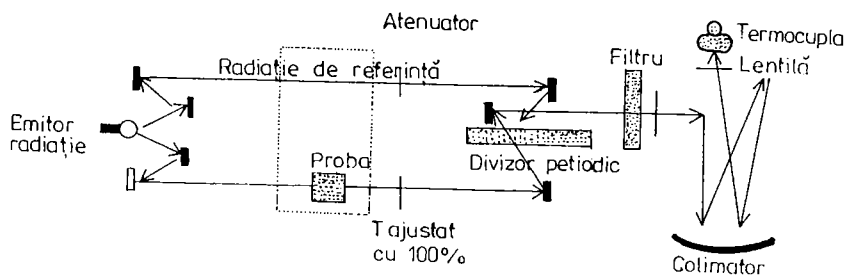 Atenuator
Termocupla
Radiație de referință
Filtru
Lentilă
Emitor
radiație
Proba
Divizor petiodic
T ajustat
cu 100%
Colimator